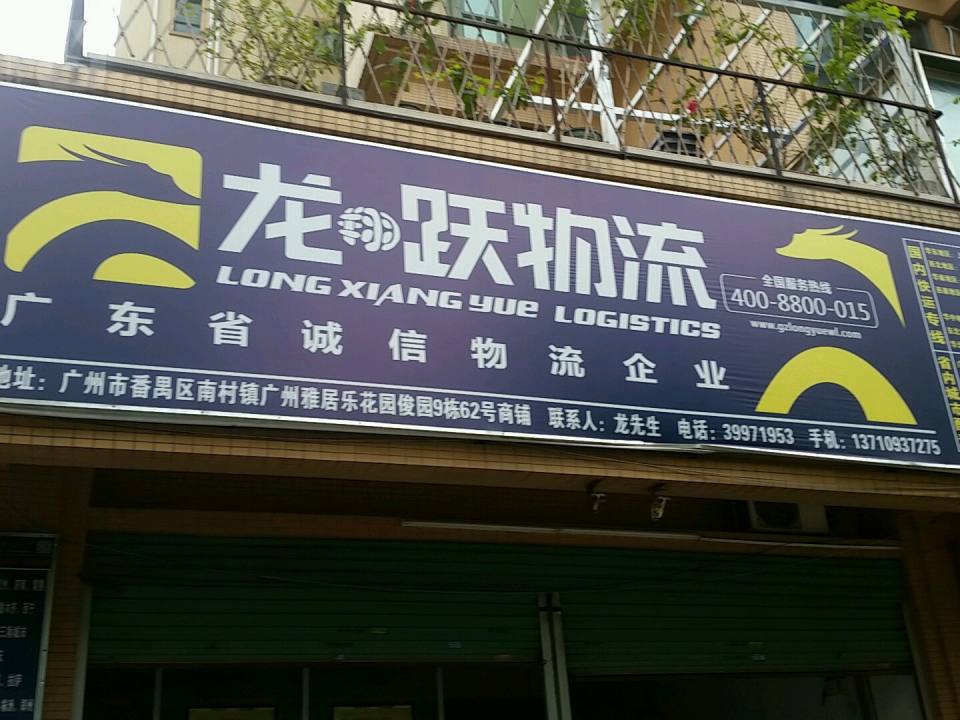 龙翔跃物流
LONG XIANG YUE LOGISTICS
全国服务热线
400-8800-015
www.gzlongyuewl.com
广东省诚信物流企业
地址：广州市番禺区南村镇广州雅居乐花园俊园9栋62号商铺 联系人：龙先生 电话：39971953 手机：13710937275
国内快运专线
省内城市